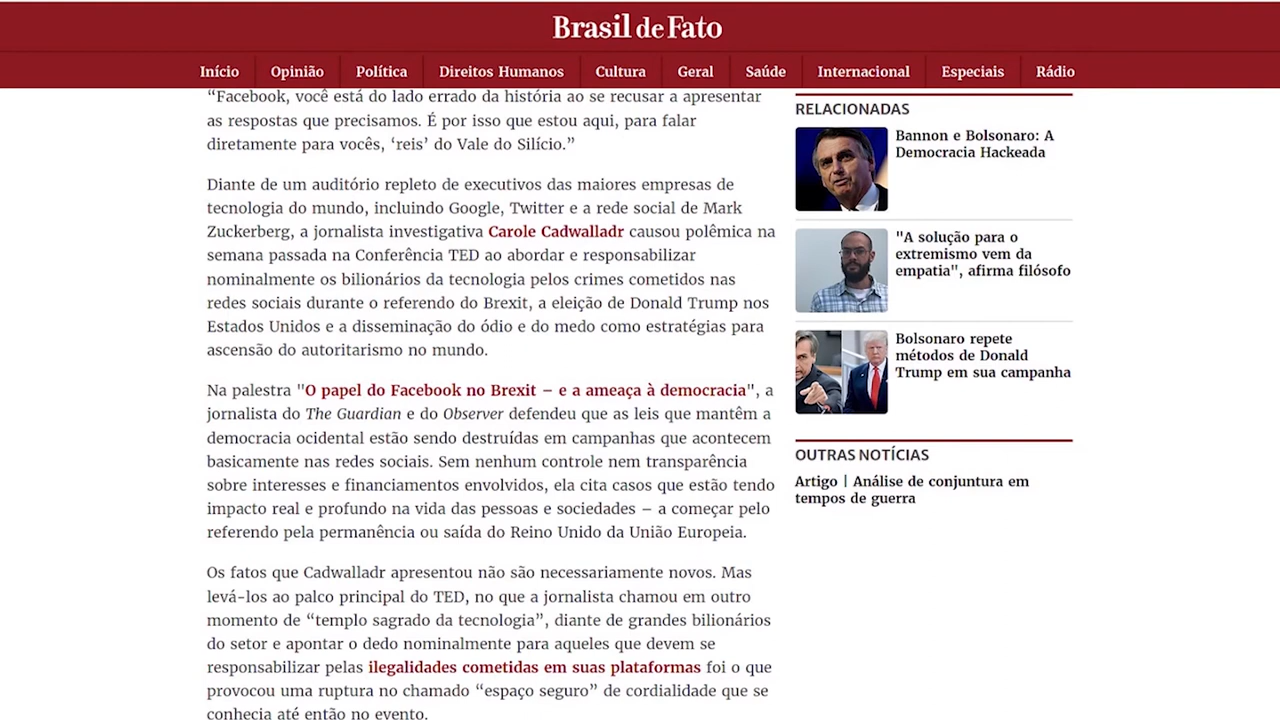 Brasil de Fato
Início Opinião Política Direitos Humanos Cultura Geral Saúde Internacional Especiais Rádio
“Facebook, você está do lado errado da história ao se recusar a apresentar
as respostas que precisamos. É por isso que estou aqui, para falar
diretamente para vocês, ‘reis’ do Vale do Silício.”
Diante de um auditório repleto de executivos das maiores empresas de
tecnologia do mundo, incluindo Google, Twitter e a rede social de Mark
Zuckerberg, a jornalista investigativa Carole Cadwalladr causou polêmica na
semana passada na Conferência TED ao abordar e responsabilizar
nominalmente os bilionários da tecnologia pelos crimes cometidos nas
redes sociais durante o referendo do Brexit, a eleição de Donald Trump nos
Estados Unidos e a disseminação do ódio e do medo como estratégias para
ascensão do autoritarismo no mundo.
Na palestra "O papel do Facebook no Brexit – e a ameaça à democracia", a
jornalista do The Guardian e do Observer defendeu que as leis que mantêm a
democracia ocidental estão sendo destruídas em campanhas que acontecem
basicamente nas redes sociais. Sem nenhum controle nem transparência
sobre interesses e financiamentos envolvidos, ela cita casos que estão tendo
impacto real e profundo na vida das pessoas e sociedades – a começar pelo
referendo pela permanência ou saída do Reino Unido da União Europeia.
Os fatos que Cadwalladr apresentou não são necessariamente novos. Mas
levá-los ao palco principal do TED, no que a jornalista chamou em outro
momento de “templo sagrado da tecnologia”, diante de grandes bilionários
do setor e apontar o dedo nominalmente para aqueles que devem se
responsabilizar pelas ilegalidades cometidas em suas plataformas foi o que
provocou uma ruptura no chamado “espaço seguro” de cordialidade que se
conhecia até então no evento.
RELACIONADAS
Bannon e Bolsonaro: A
Democracia Hackeada
"A solução para o
extremismo vem da
empatia", afirma filósofo
Bolsonaro repete
métodos de Donald
Trump em sua campanha
OUTRAS NOTÍCIAS
Artigo | Análise de conjuntura em
tempos de guerra